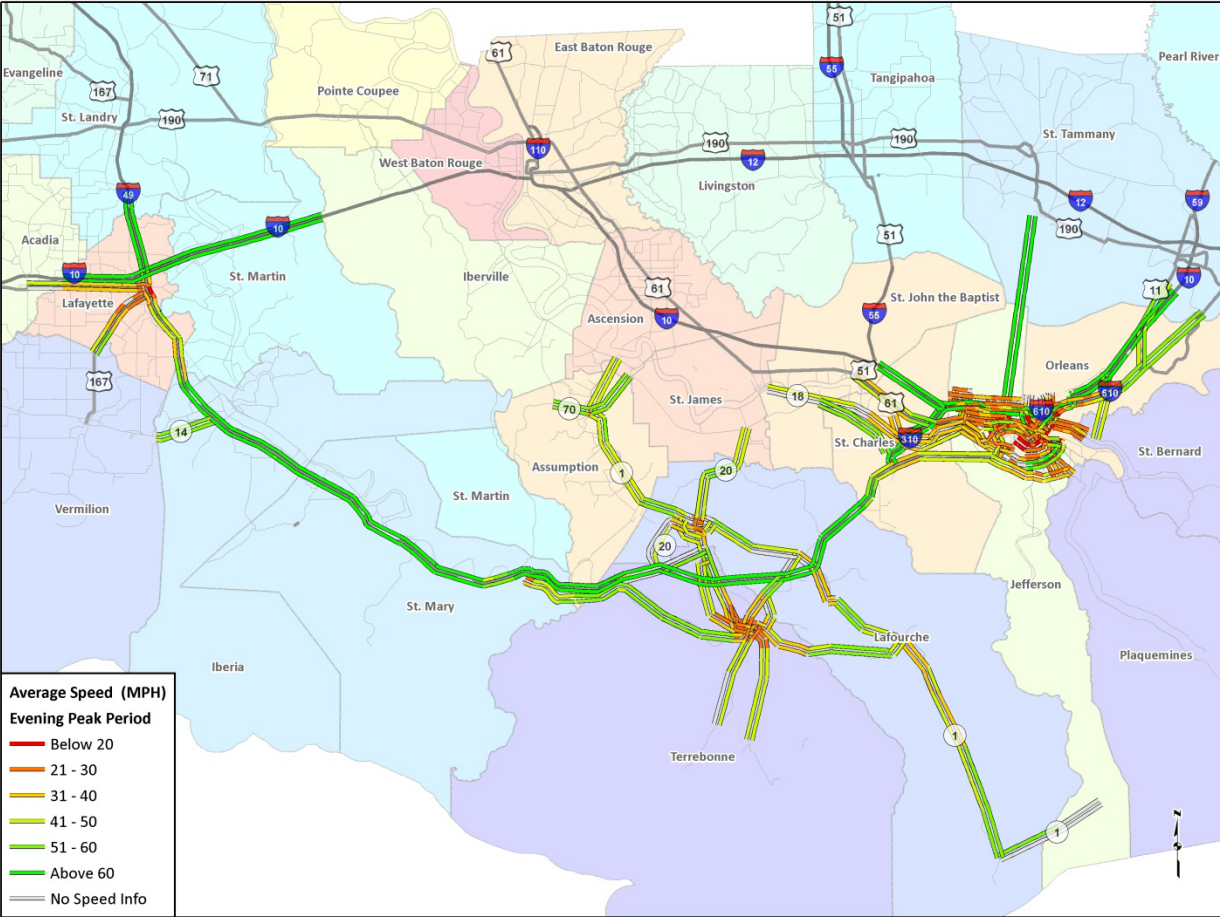 51
61
East Baton Rouge
Pearl River
55
Tangipahoa
Evangeline
71
167
Pointe Coupee
St. Landry
190
St. Tammany
190
190
110
West Baton Rouge
12
Livingston
49
12
59
10
190
51
Acadia
10
St. Martin
Iberville
10
61
11
St. John the Baptist
Lafayette
Ascension
10
55
Orleans
51
167
St. James
18
61
610
510
70
14
310
St. Charles
St. Bernard
Assumption
1
20
Vermilion
St. Martin
20
Jefferson
St. Mary
Lafourche
Plaquemines
Iberia
Average Speed (MPH)
Evening Peak Period
Below 20
21 - 30
31 - 40
41 - 50
51 - 60
Above 60
No Speed Info
1
Terrebonne
1
N